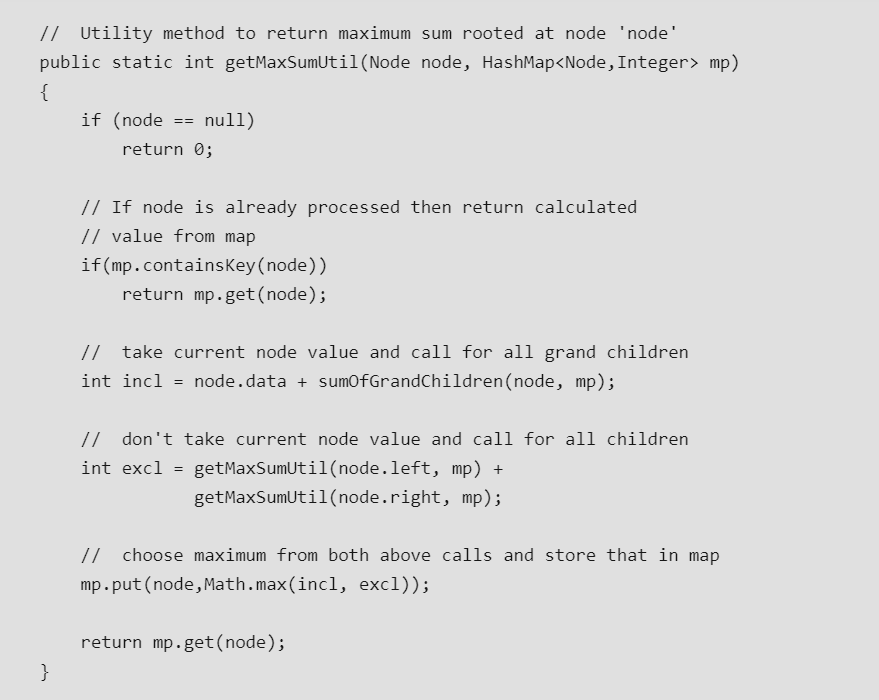 //  Utility method to return maximum sum rooted at node 'node'
public static int getMaxSumUtil(Node node, HashMap<Node,Integer> mp)
{
    if (node == null)
        return 0;

    // If node is already processed then return calculated
    // value from map
    if(mp.containsKey(node))
        return mp.get(node);

    //  take current node value and call for all grand children
    int incl = node.data + sumOfGrandChildren(node, mp);

    //  don't take current node value and call for all children
    int excl = getMaxSumUtil(node.left, mp) +
               getMaxSumUtil(node.right, mp);

    //  choose maximum from both above calls and store that in map
    mp.put(node,Math.max(incl, excl));

    return mp.get(node);
}